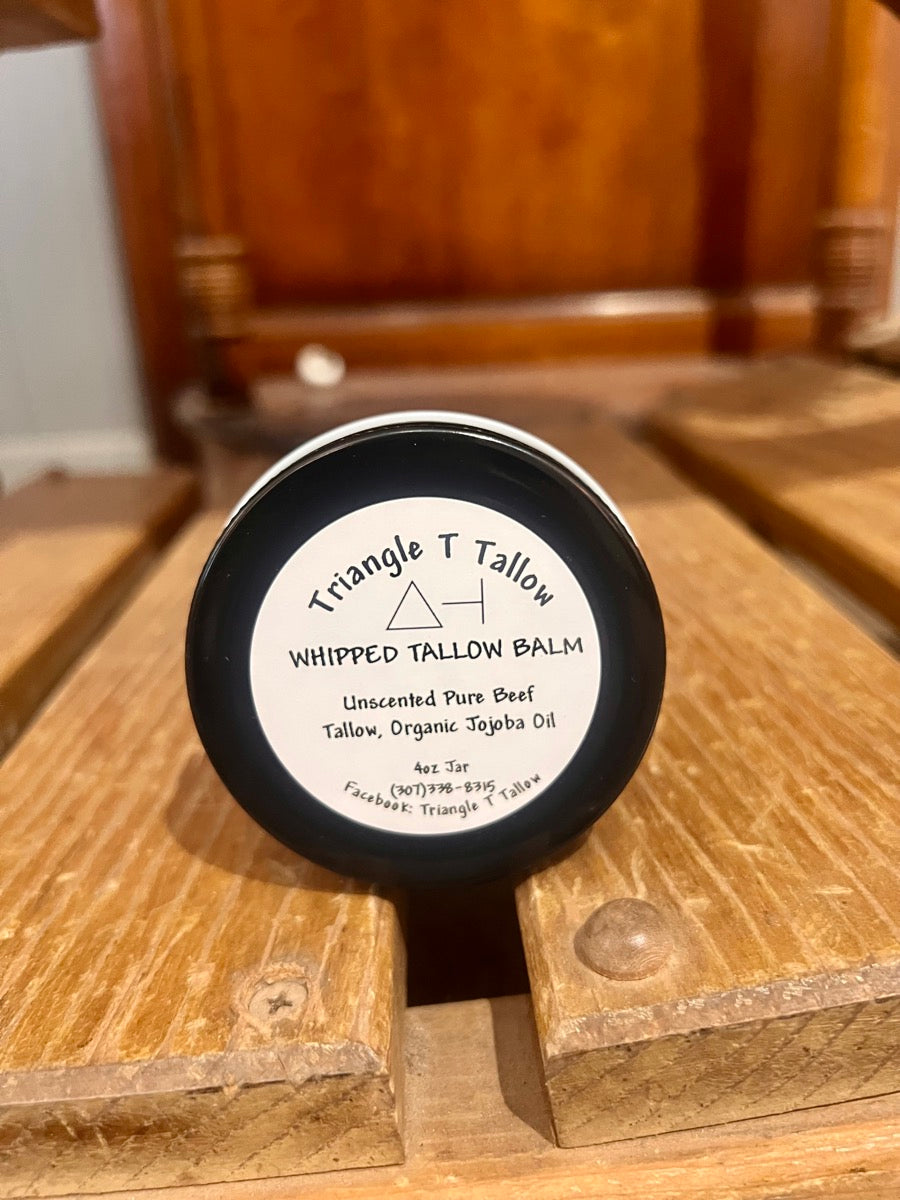 Triangle T Tallow
WHIPPED TALLOW BALM
Unscented Pure Beef
Tallow, Organic Jojoba Oil
4oz Jar
(307)338-8315
Facebook: Triangle T Tallow